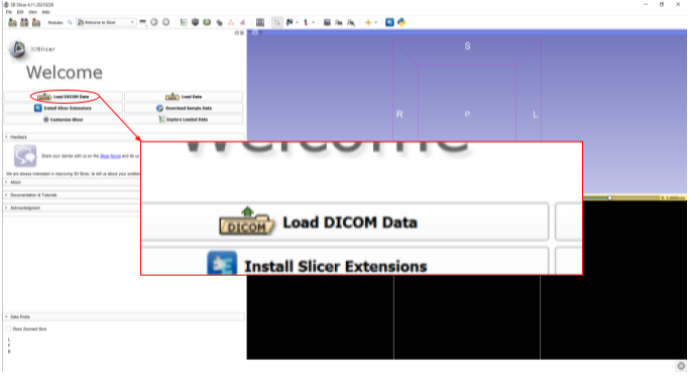 3D Slicer 4.11.20210226
File Edit View Help
Modules: Welcome to Slicer
3DSlicer
Welcome
Load DICOM Data
Load Data
Install Slicer Extensions
Download Sample Data
Customize Slicer
Explore Loaded Data
Feedback
Share your stories with us on the Slicer forum and let us
We are always interested in improving 3D Slicer, to tell us about your problem
About
Documentation & Tutorials
Acknowledgment
S
R
P
L
Welcome
DICOM
Load DICOM Data
Install Slicer Extensions
Data Probe
Show Zoomed Slice
L
F
B